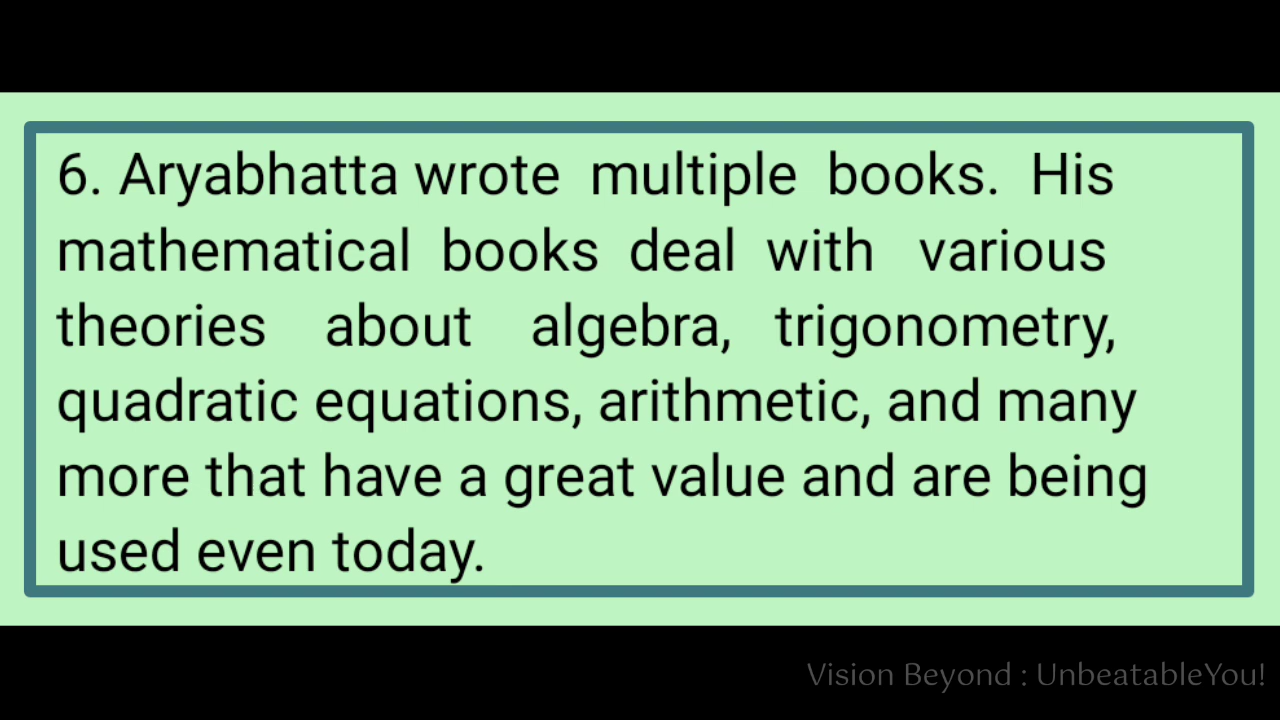 6. Aryabhatta wrote multiple books. His
mathematical books deal with various
theories about algebra, trigonometry,
quadratic equations, arithmetic, and many
more that have a great value and are being
used even today.
Vision Beyond : UnbeatableYou!